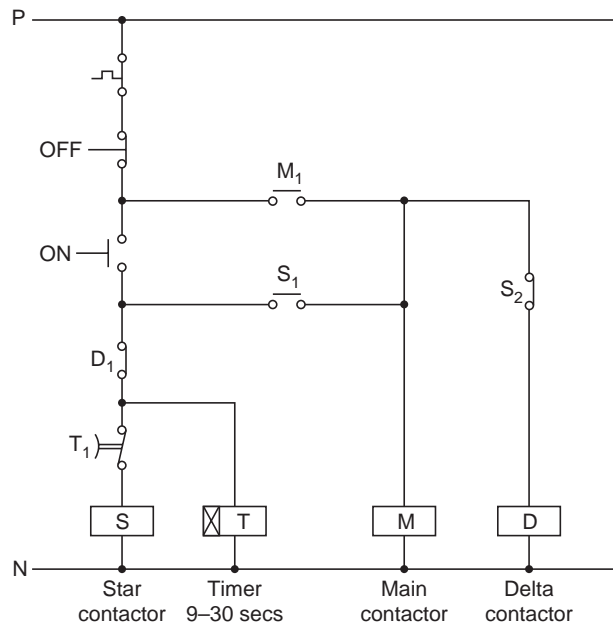 P
OFF
M1
ON
S1
S2
D1
T1
S
T
M
D
N
Star contactor
Timer 9–30 secs
Main contactor
Delta contactor